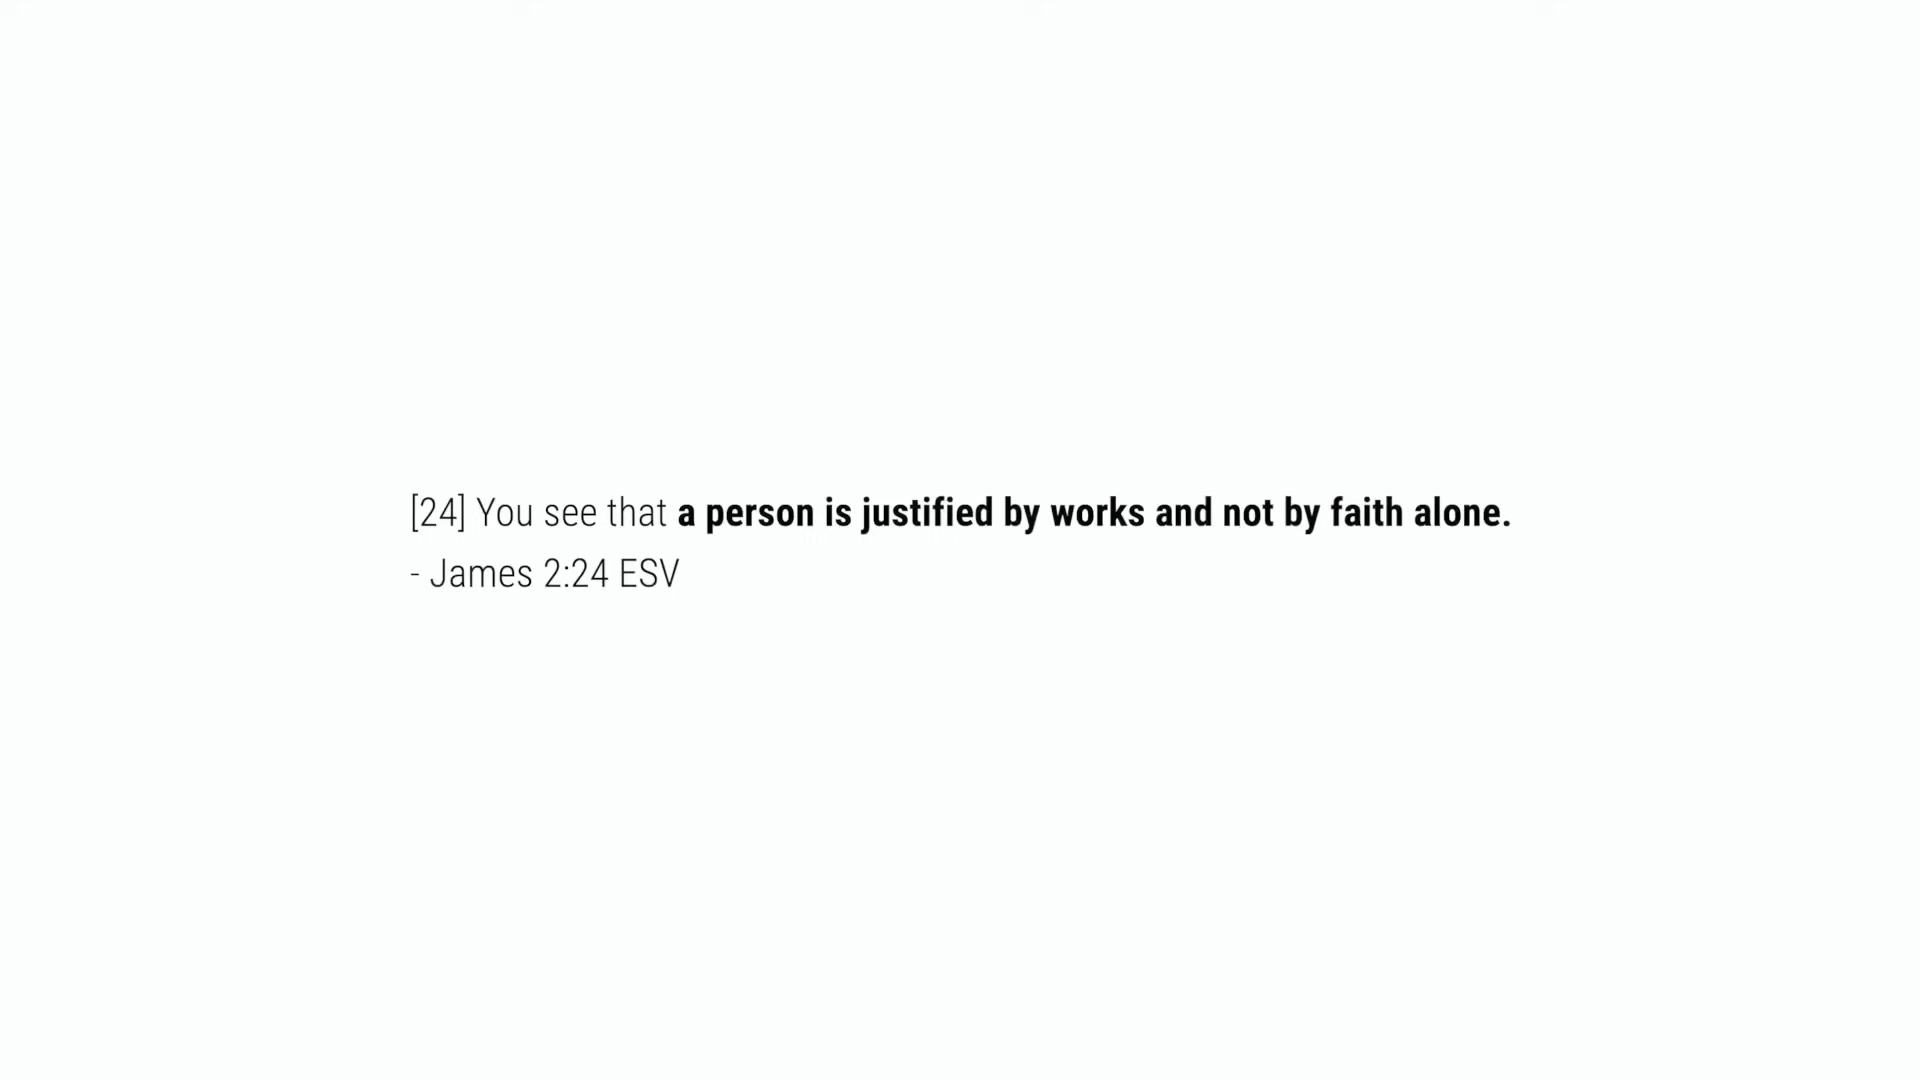 [24] You see that a person is justified by works and not by faith alone.
- James 2:24 ESV